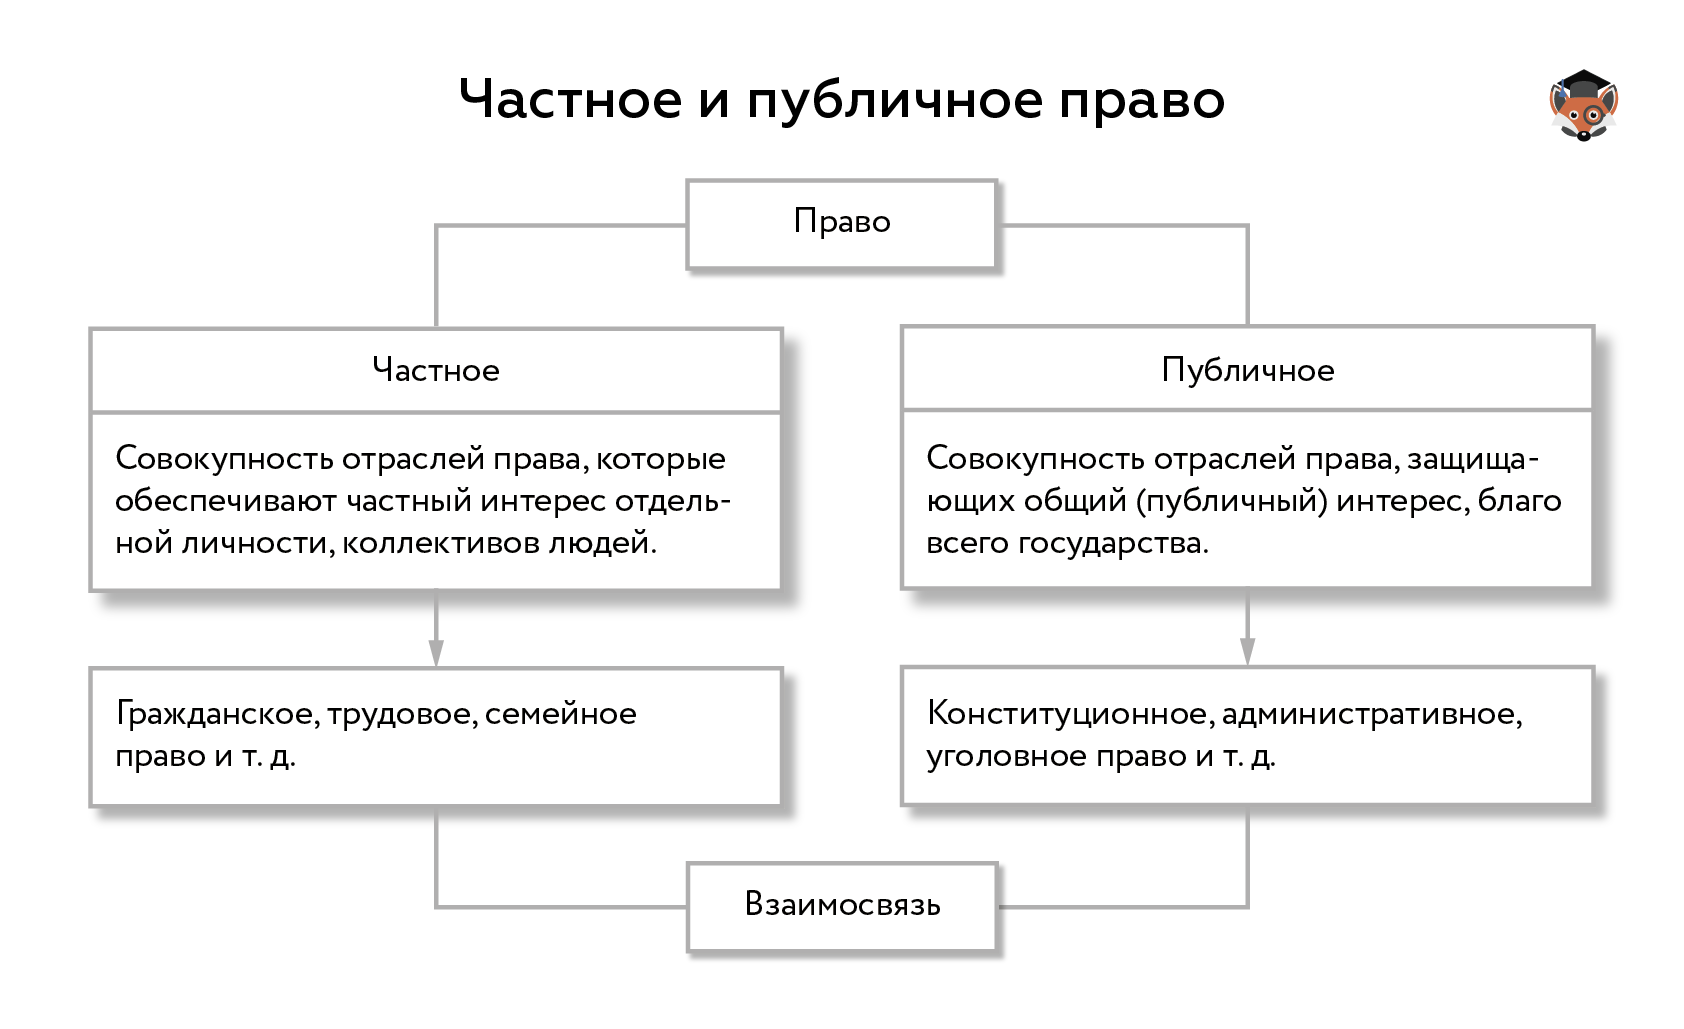 Частное и публичное право
Право
Частное
Совокупность отраслей права, которые
обеспечивают частный интерес отдель-
ной личности, коллективов людей.
Гражданское, трудовое, семейное
право и т. д.
Публичное
Совокупность отраслей права, защища-
ющих общий (публичный) интерес, благо
всего государства.
Конституционное, административное,
уголовное право и т. д.
Взаимосвязь